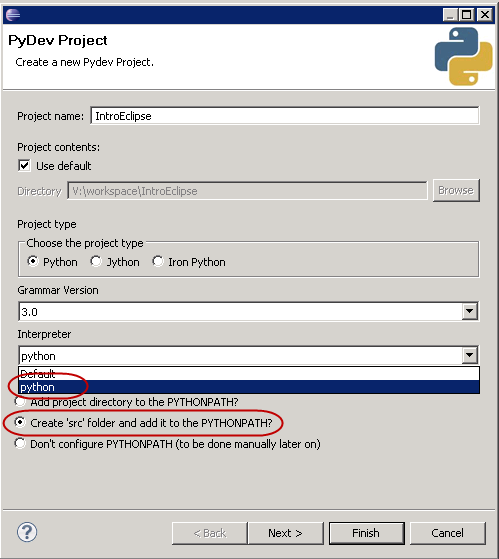 PyDev Project
Create a new Pydev Project.
Project name: IntroEclipse
Project contents:
Use default
Directory V:\workspace\IntroEclipse Browse
Project type
Choose the project type
Python Jython Iron Python
Grammar Version
3.0
Interpreter
python
Default
python
Add project directory to the PYTHONPATH?
Create 'src' folder and add it to the PYTHONPATH?
Don't configure PYTHONPATH (to be done manually later on)
? < Back Next > Finish Cancel